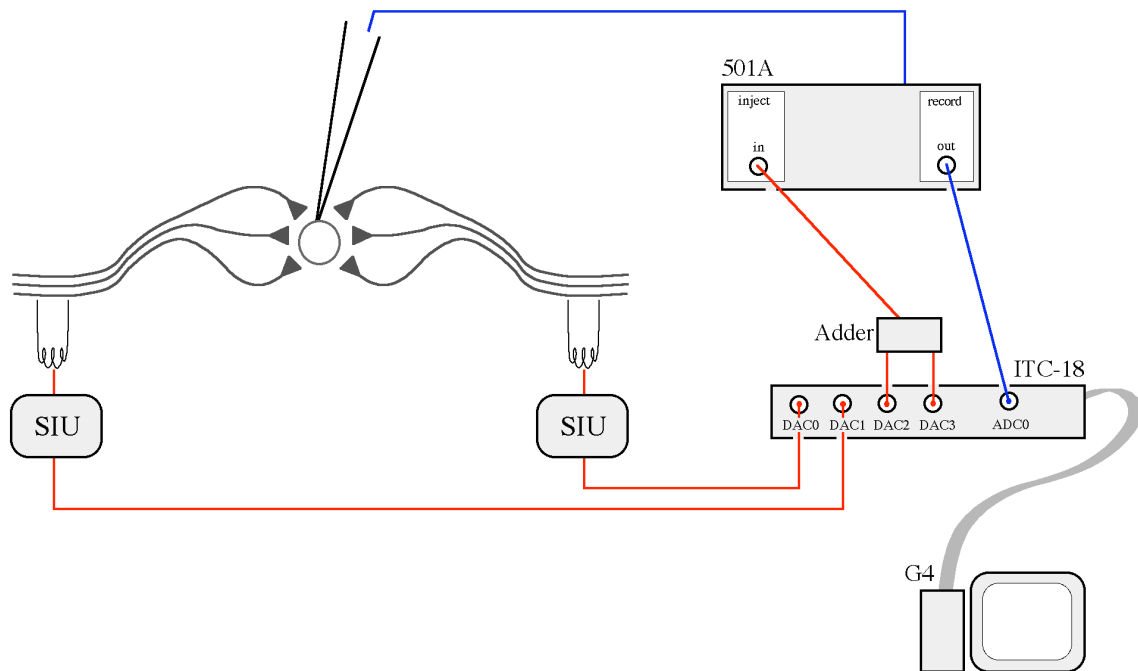 501A
inject
record
in
out
Adder
ITC-18
DAC0 DAC1 DAC2 DAC3 ADC0
SIU
SIU
G4